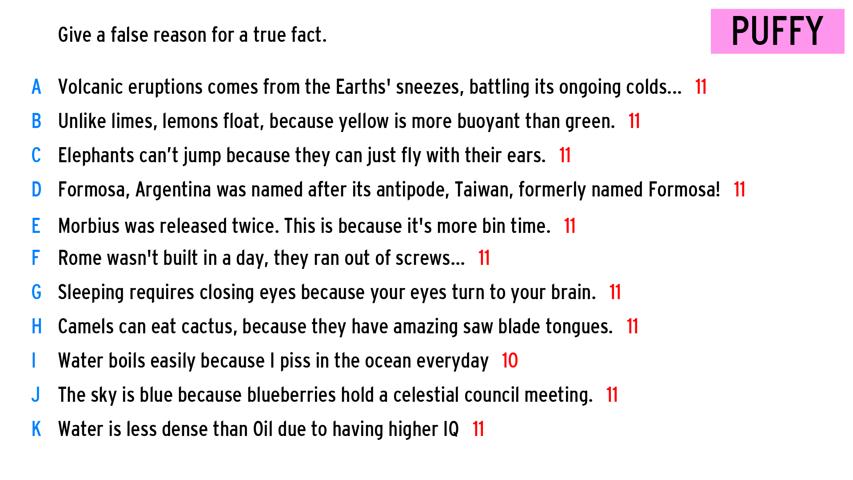 Give a false reason for a true fact.
PUFFY
A Volcanic eruptions comes from the Earths' sneezes, battling its ongoing colds... 11
B Unlike limes, lemons float, because yellow is more buoyant than green. 11
C Elephants can't jump because they can just fly with their ears. 11
D Formosa, Argentina was named after its antipode, Taiwan, formerly named Formosa! 11
E Morbius was released twice. This is because it's more bin time. 11
F Rome wasn't built in a day, they ran out of screws... 11
G Sleeping requires closing eyes because your eyes turn to your brain. 11
H Camels can eat cactus, because they have amazing saw blade tongues. 11
I Water boils easily because I piss in the ocean everyday 10
J The sky is blue because blueberries hold a celestial council meeting. 11
K Water is less dense than Oil due to having higher IQ 11